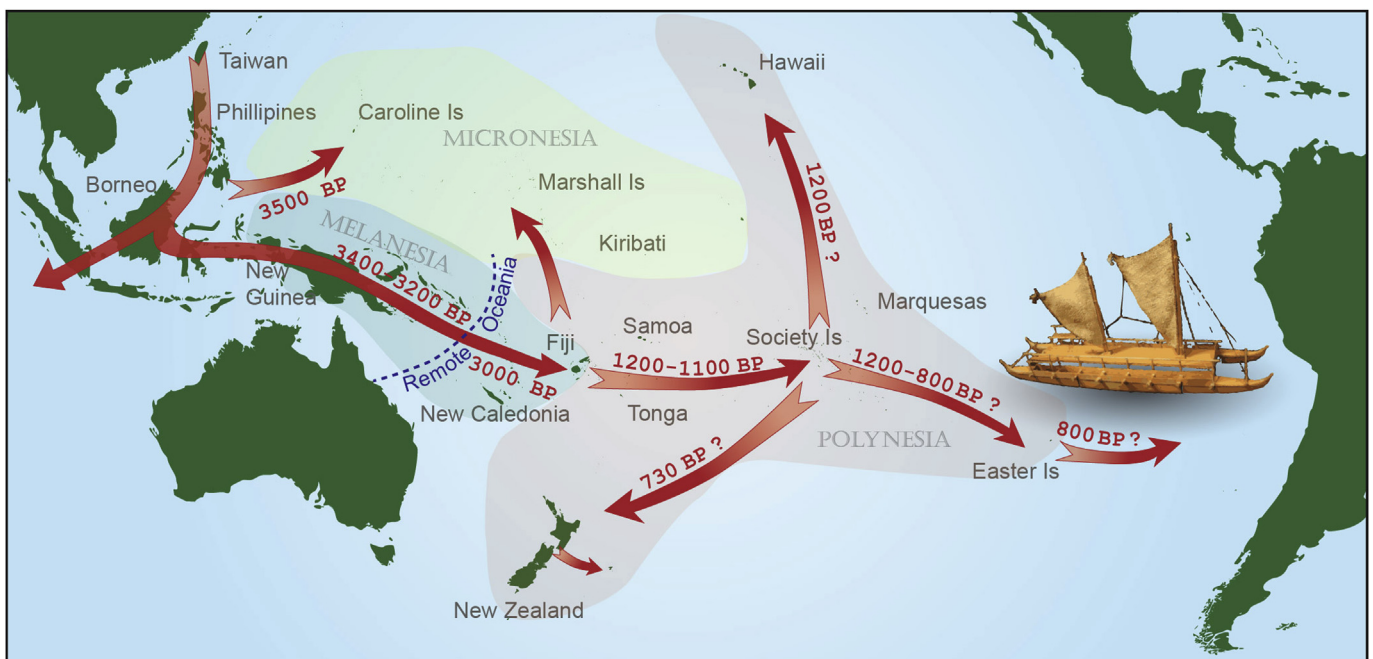 Taiwan
Hawaii
Phillipines
Caroline Is
MICRONESIA
Borneo
3500 BP
Marshall Is
1200 BP ?
MELANESIA
Kiribati
New
Guinea
3400-3200 BP
Oceania
Remote
Marquesas
Samoa
Fiji
Society Is
3000 BP
1200-1100 BP
1200-800 BP ?
New Caledonia
Tonga
POLYNESIA
800 BP ?
730 BP ?
Easter Is
New Zealand